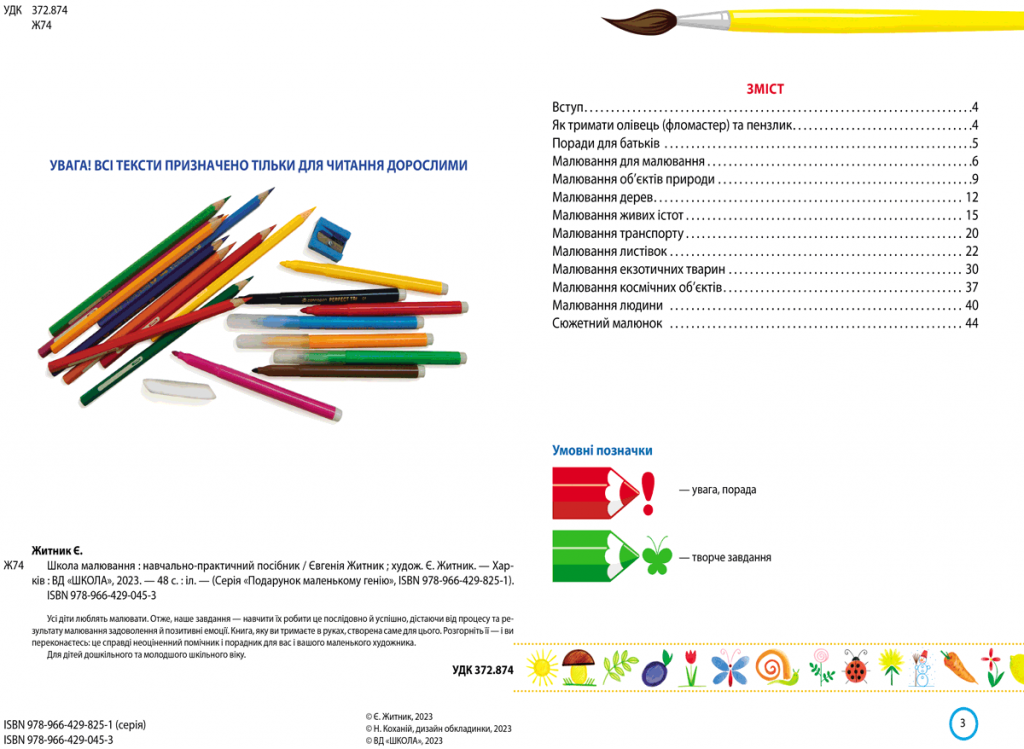 УДК 372.874
Ж74
УВАГА! ВСІ ТЕКСТИ ПРИЗНАЧЕНО ТІЛЬКИ ДЛЯ ЧИТАННЯ ДОРОСЛИМИ
Житник Є.
Ж74 Школа малювання : навчально-практичний посібник / Євгенія Житник ; худож. Є. Житник. — Хар-
ків : ВД «ШКОЛА», 2023. — 48 с. : іл. — (Серія «Подарунок маленькому генію», ISBN 978-966-429-825-1).
ISBN 978-966-429-045-3
Усі діти люблять малювати. Отже, наше завдання — навчити їх робити це послідовно й успішно, дістаючи від процесу та ре-
зультату малювання задоволення й позитивні емоції. Книга, яку ви тримаєте в руках, створена саме для цього. Розгорніть її — і ви
переконаєтесь: це справді неоціненний помічник і порадник для вас і вашого маленького художника.
Для дітей дошкільного та молодшого шкільного віку.
УДК 372.874
ISBN 978-966-429-825-1 (серія)
ISBN 978-966-429-045-3
© Є. Житник, 2023
© Н. Коханій, дизайн обкладинки, 2023
© ВД «ШКОЛА», 2023
ЗМІСТ
Вступ. . . . . . . . . . . . . . . . . . . . . . . . . . . . . . . . 4
Як тримати олівець (фломастер) та пензлик. . . . . . . . . . . . . . . . 4
Поради для батьків . . . . . . . . . . . . . . . . . . . . . . . . 5
Малювання для малювання . . . . . . . . . . . . . . . . . . . . . 6
Малювання об’єктів природи . . . . . . . . . . . . . . . . . . . . 9
Малювання дерев. . . . . . . . . . . . . . . . . . . . . . . . . 12
Малювання живих істот . . . . . . . . . . . . . . . . . . . . . . 15
Малювання транспорту . . . . . . . . . . . . . . . . . . . . . . 20
Малювання листівок . . . . . . . . . . . . . . . . . . . . . . . 22
Малювання екзотичних тварин . . . . . . . . . . . . . . . . . . . 30
Малювання космічних об’єктів. . . . . . . . . . . . . . . . . . . . 37
Малювання людини . . . . . . . . . . . . . . . . . . . . . . . . 40
Сюжетний малюнок . . . . . . . . . . . . . . . . . . . . . . . . 44
Умовні позначки
— увага, порада
— творче завдання
3